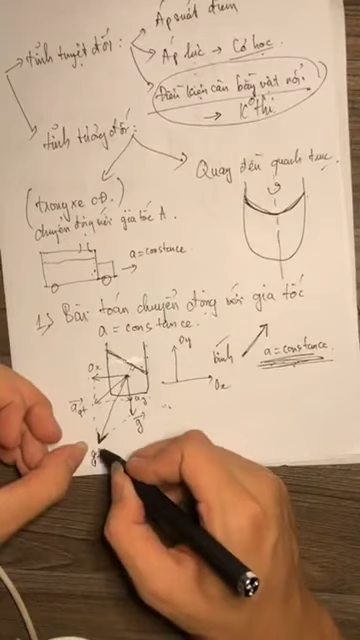 Áp suất điểm
tĩnh tuyệt đối :
Áp lực → Cơ học.
Điều kiện cân bằng vật nổi.
→ K° thi
tĩnh tương đối :
Quay đều quanh trục.
(trong xe CĐ.)
chuyển động với gia tốc A.
a = constance
1) Bài toán chuyển động với gia tốc
a = constance.
Oy
bình
a = constance.
Ox
Ox
g